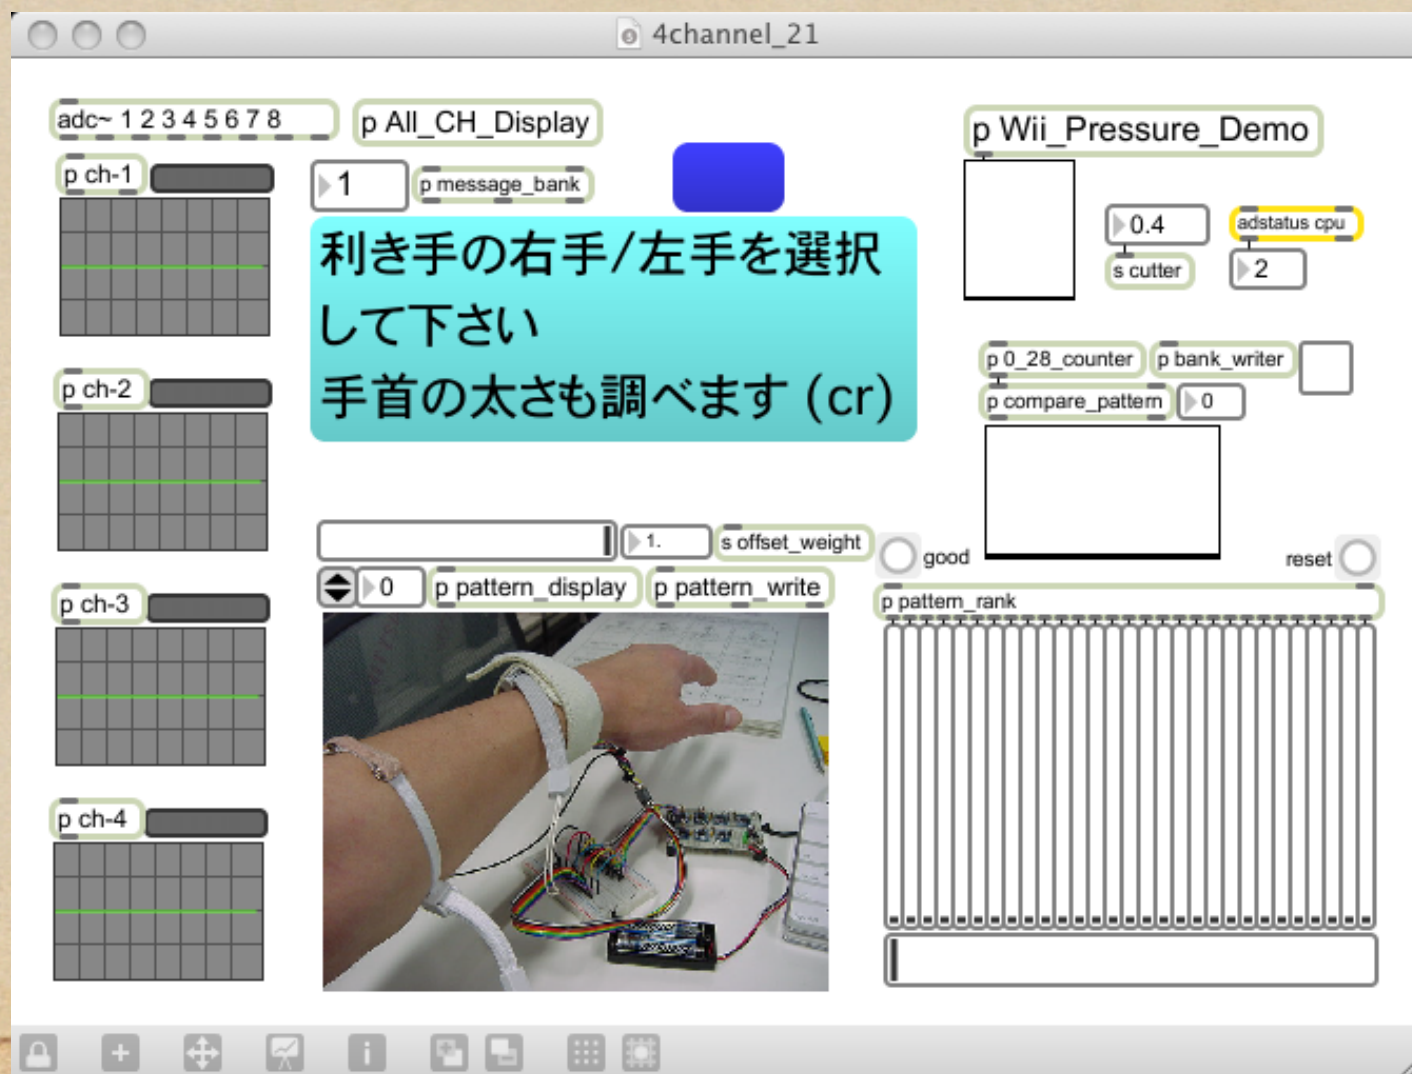 4channel_21
adc~ 1 2 3 4 5 6 7 8
p All_CH_Display
p Wii_Pressure_Demo
p ch-1
1
p message_bank
0.4
adstatus cpu
s cutter
2
利き手の右手/左手を選択
して下さい
手首の太さも調べます (cr)
p 0_28_counter
p bank_writer
p ch-2
p compare_pattern
0
1.
s offset_weight
good
reset
0
p pattern_display
p pattern_write
p pattern_rank
p ch-3
p ch-4